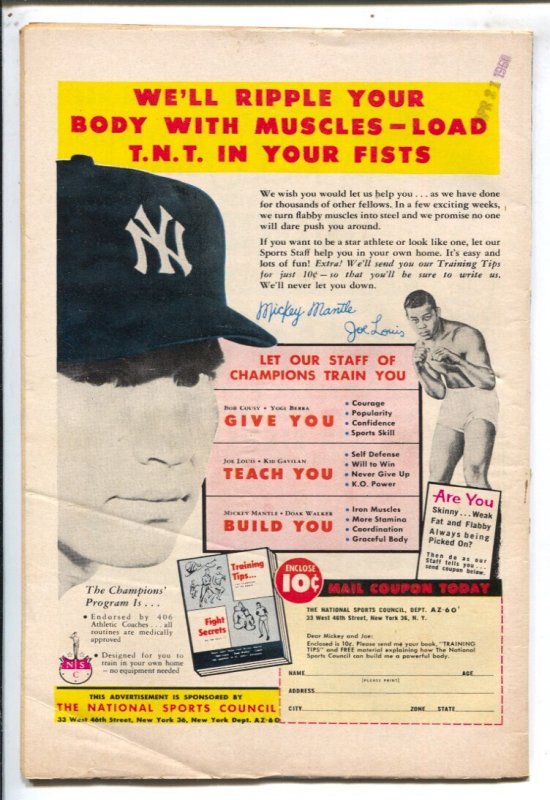 APR 21 1960
WE'LL RIPPLE YOUR
BODY WITH MUSCLES—LOAD
T.N.T. IN YOUR FISTS
NY
We wish you would let us help you . . . as we have done
for thousands of other fellows. In a few exciting weeks,
we turn flabby muscles into steel and we promise no one
will dare push you around.
If you want to be a star athlete or look like one, let our
Sports Staff help you in your own home. It's easy and
lots of fun! Extra! We'll send you our Training Tips
for just 10¢ — so that you'll be sure to write us.
We'll never let you down.
Mickey Mantle
Joe Louis
LET OUR STAFF OF
CHAMPIONS TRAIN YOU
BOB COUSY • YOGI BERRA
GIVE YOU
• Courage
• Popularity
• Confidence
• Sports Skill
JOE LOUIS • KID GAVILAN
TEACH YOU
• Self Defense
• Will to Win
• Never Give Up
• K.O. Power
MICKEY MANTLE • DOAK WALKER
BUILD YOU
• Iron Muscles
• More Stamina
• Coordination
• Graceful Body
Are You
Skinny . . . Weak
Fat and Flabby
Always being
Picked On?
Then do as our
Staff tells you . . .
send coupon below.
Training
Tips...
Fight
Secrets
The Champions'
Program Is . . .
• Endorsed by 406
Athletic Coaches . . . all
routines are medically
approved
• Designed for you to
train in your own home
— no equipment needed
N S C
THIS ADVERTISEMENT IS SPONSORED BY
THE NATIONAL SPORTS COUNCIL
33 West 46th Street, New York 36, New York Dept. AZ-60
ENCLOSE
10¢
MAIL COUPON TODAY
THE NATIONAL SPORTS COUNCIL, DEPT. AZ-60
33 West 46th Street, New York 36, N. Y.
Dear Mickey and Joe:
Enclosed is 10¢. Please send me your book, "TRAINING
TIPS" and FREE material explaining how The National
Sports Council can build me a powerful body.
NAME AGE
[PLEASE PRINT]
ADDRESS
CITY ZONE STATE